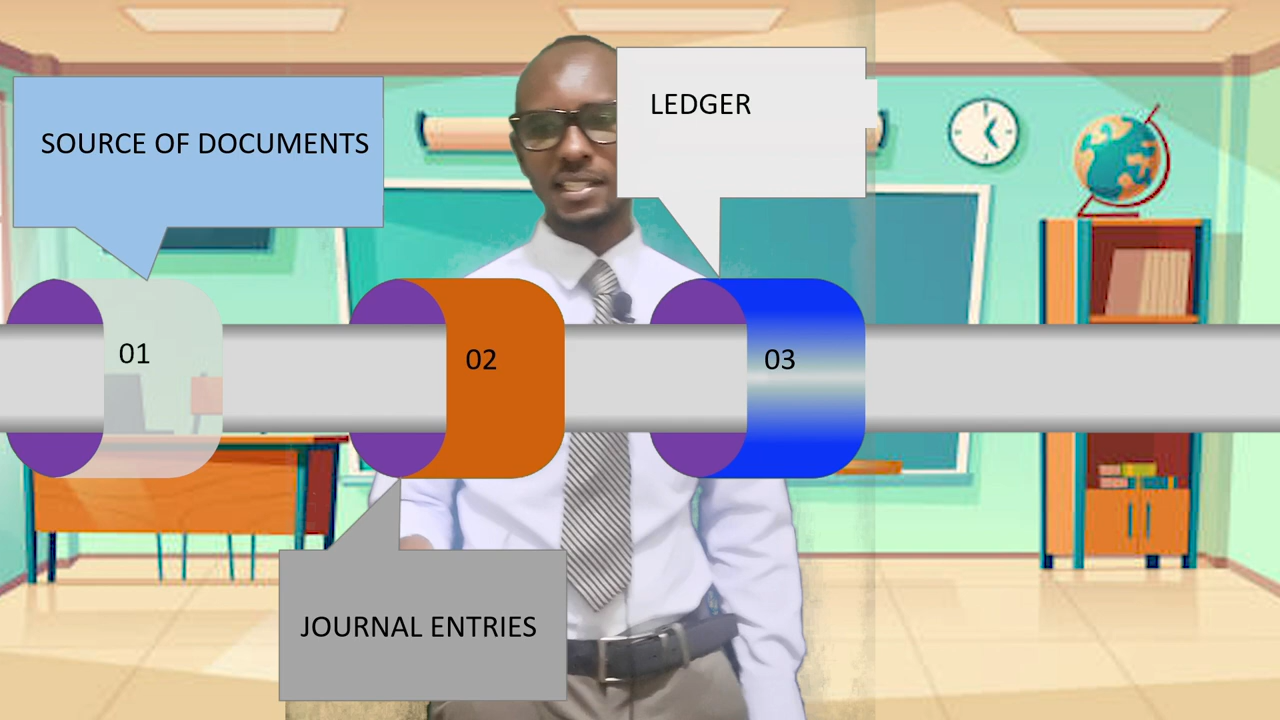 SOURCE OF DOCUMENTS
LEDGER
01
02
03
JOURNAL ENTRIES